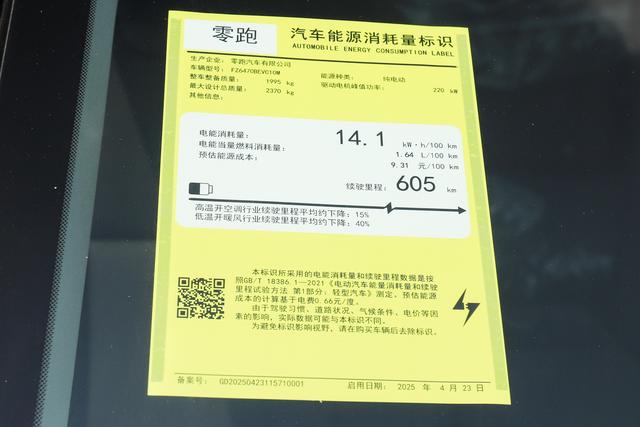 零跑
汽车能源消耗量标识
AUTOMOBILE ENERGY CONSUMPTION LABEL
生产企业: 零跑汽车有限公司
车辆型号: FZ6470BEVC10M
能源种类: 纯电动
整车整备质量: 1995 kg
驱动电机峰值功率: 220 kW
最大设计总质量: 2370 kg
其他信息:
电能消耗量: 14.1 kW·h/100 km
电能当量燃料消耗量: 1.64 L/100 km
预估能源成本: 9.31 元/100 km
续驶里程: 605 km
高温开空调行业续驶里程平均约下降: 15%
低温开暖风行业续驶里程平均约下降: 40%
本标识所采用的电能消耗量和续驶里程数据是按
照GB/T 18386.1—2021《电动汽车能量消耗量和续驶
里程试验方法 第1部分: 轻型汽车》测定。预估能源
成本的计算基于电费0.66元/度。
由于驾驶习惯、道路状况、气候条件、电价等因
素的影响, 实际数据可能与本标识不同。
为避免标识影响视野, 请在购买车辆后去除标识。
备案号: GD20250423115710001
启用日期: 2025 年 4 月 23 日